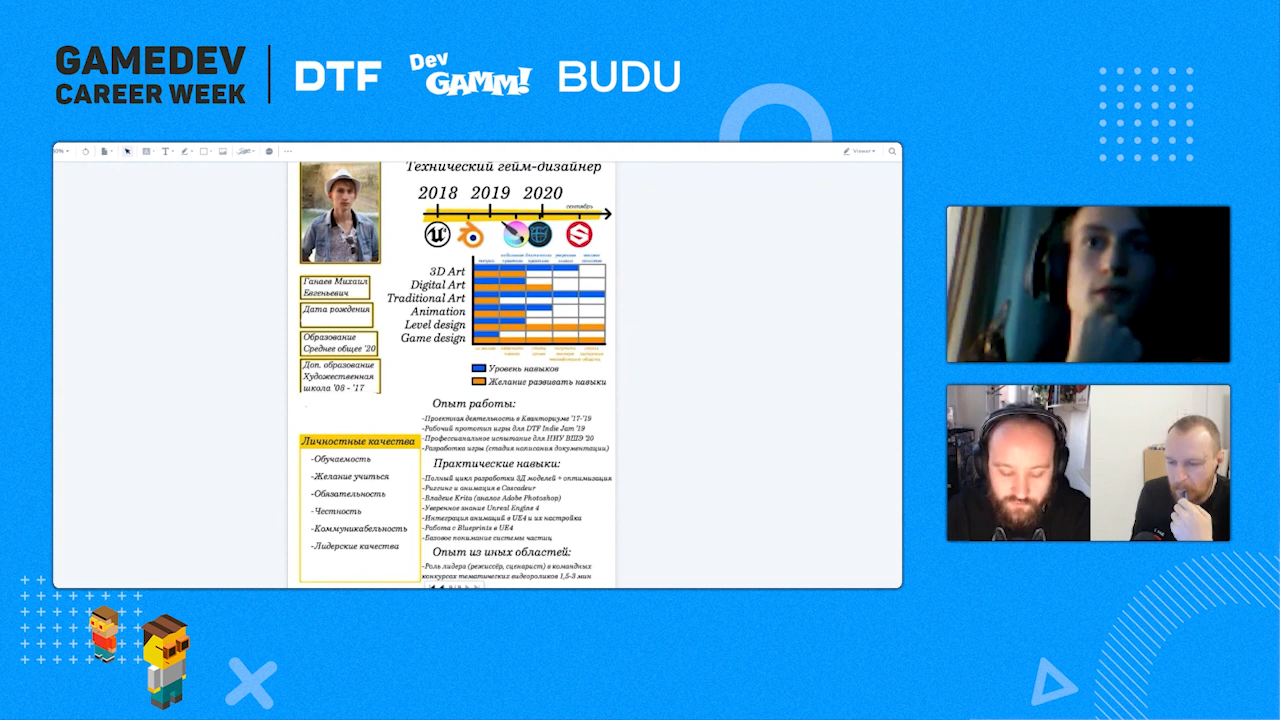 GAMEDEV
CAREER WEEK
DTF
Dev
GAMM!
BUDU
Viewer
Технический гейм-дизайнер
2018 2019 2020
сентябрь
3D Art
Digital Art
Traditional Art
Animation
Level design
Game design
Уровень навыков
Желание развивать навыки
Ганаев Михаил
Евгеньевич
Дата рождения
Образование
Среднее общее '20
Доп. образование
Художественная
школа '08 - '17
Личностные качества
-Обучаемость
-Желание учиться
-Обязательность
-Честность
-Коммуникабельность
-Лидерские качества
Опыт работы:
-Проектная деятельность в Кванториуме '17-'19
-Рабочий прототип игры для DTF Indie Jam '19
-Профессиональное испытание для НИУ ВШЭ '20
-Разработка игры (стадия написания документации)
Практические навыки:
-Полный цикл разработки 3Д моделей + оптимизация
-Риггинг и анимация в Cascadeur
-Владеие Krita (аналог Adobe Photoshop)
-Уверенное знание Unreal Engine 4
-Интеграция анимаций в UE4 и их настройка
-Работа с Blueprints в UE4
-Базовое понимание системы частиц
Опыт из иных областей:
-Роль лидера (режиссёр, сценарист) в командных
конкурсах тематических видеороликов 1,5-3 мин